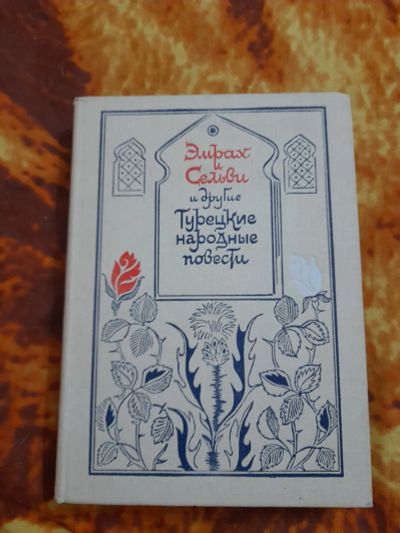 Эмрах
и
Сельви
и другие
Турецкие
народные
повести